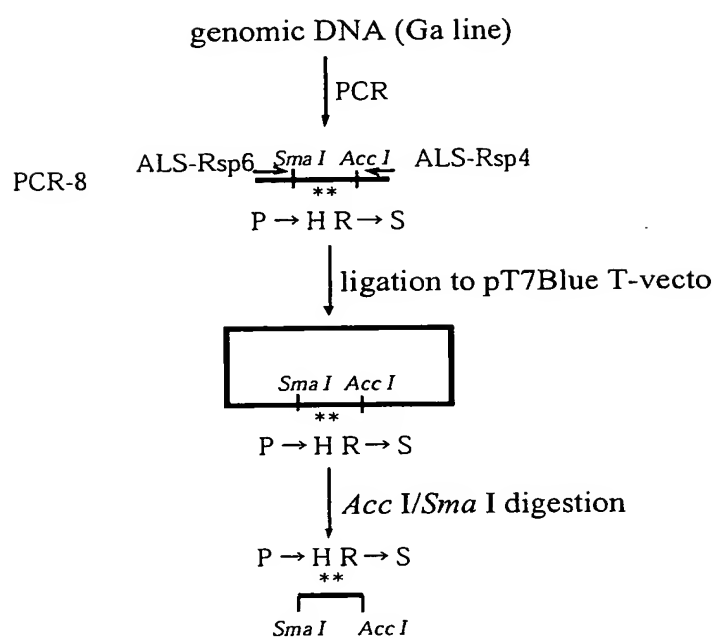 genomic DNA (Ga line)
PCR
ALS-Rsp6 Sma I Acc I ALS-Rsp4
PCR-8
**
P → H R → S
ligation to pT7Blue T-vecto
Sma I Acc I
**
P → H R → S
Acc I/Sma I digestion
P → H R → S
**
Sma I Acc I